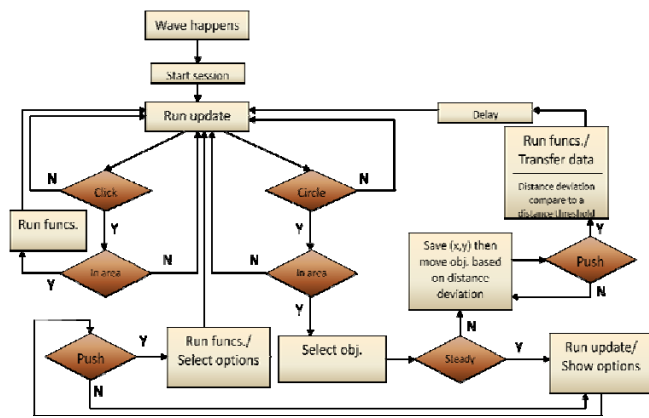 Wave happens
Start session
Run update
Delay
Run funcs./
Transfer data
Distance deviation
compare to a
distance threshold
N
Click
Circle
N
Y
Y
Run funcs.
In area
N
Y
N
In area
Y
Save (x,y) then
move obj. based
on distance
deviation
Y
Push
N
Push
Y
N
Run funcs./
Select options
Select obj.
N
Steady
Y
Run update/
Show options